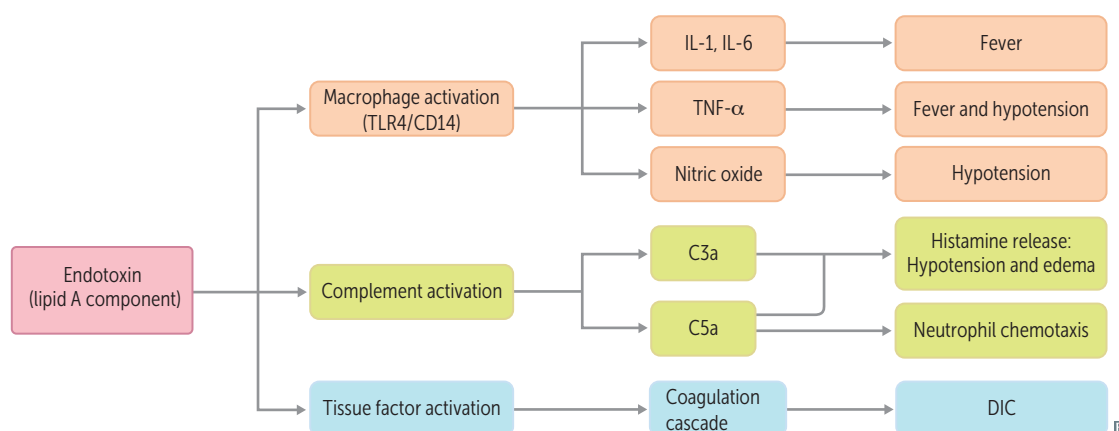 IL-1, IL-6
Fever
Macrophage activation
(TLR4/CD14)
TNF-α
Fever and hypotension
Nitric oxide
Hypotension
Endotoxin
(lipid A component)
Complement activation
C3a
Histamine release:
Hypotension and edema
C5a
Neutrophil chemotaxis
Tissue factor activation
Coagulation
cascade
DIC